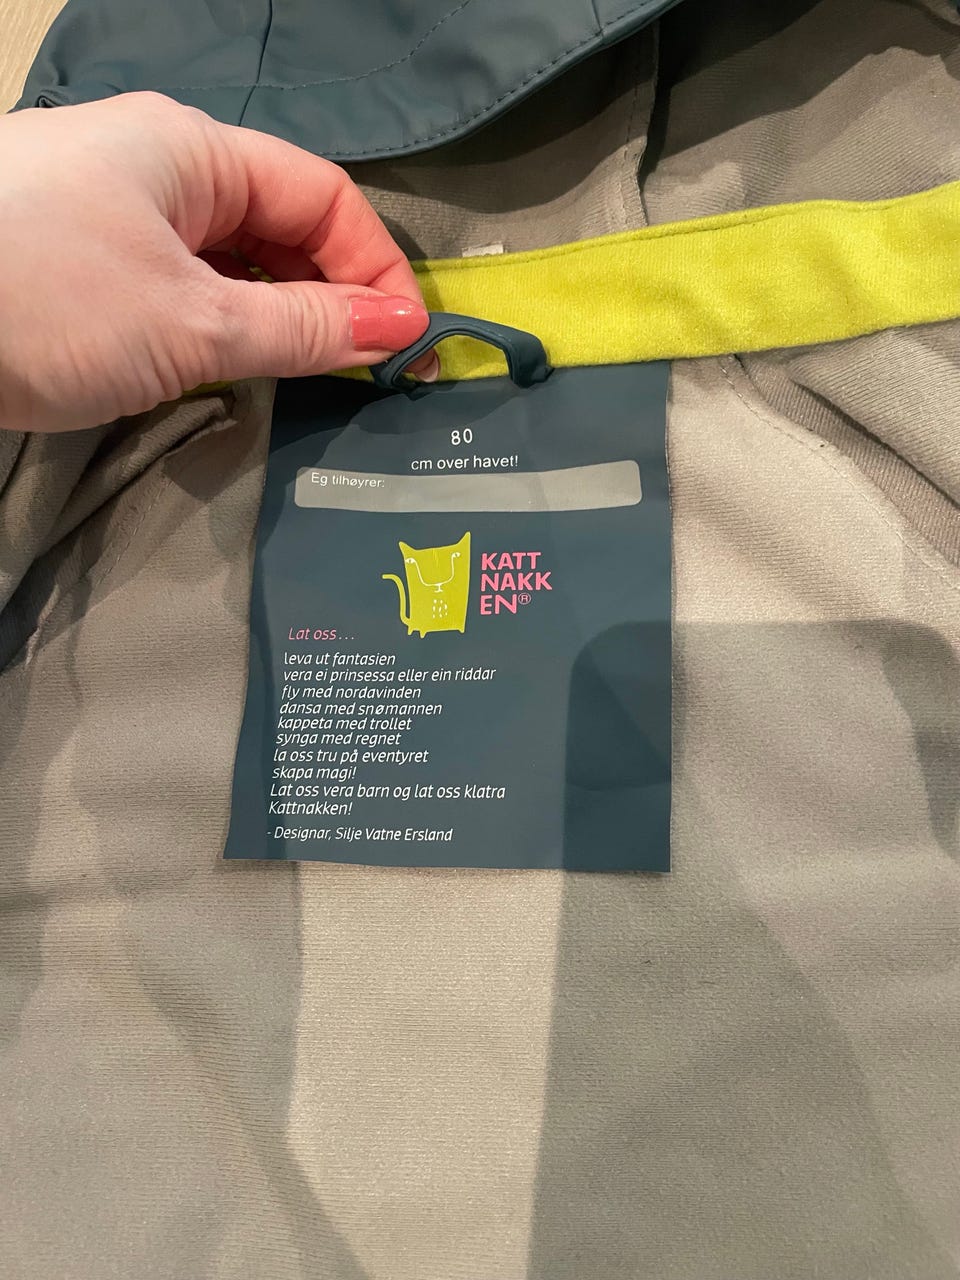 80
cm over havet!
Eg tilhøyrer:
KATT
NAKK
EN®
Lat oss...
leva ut fantasien
vera ei prinsessa eller ein riddar
fly med nordavinden
dansa med snømannen
kappeta med trollet
synga med regnet
la oss tru på eventyret
skapa magi!
Lat oss vera barn og lat oss klatra
Kattnakken!
- Designar, Silje Vatne Ersland